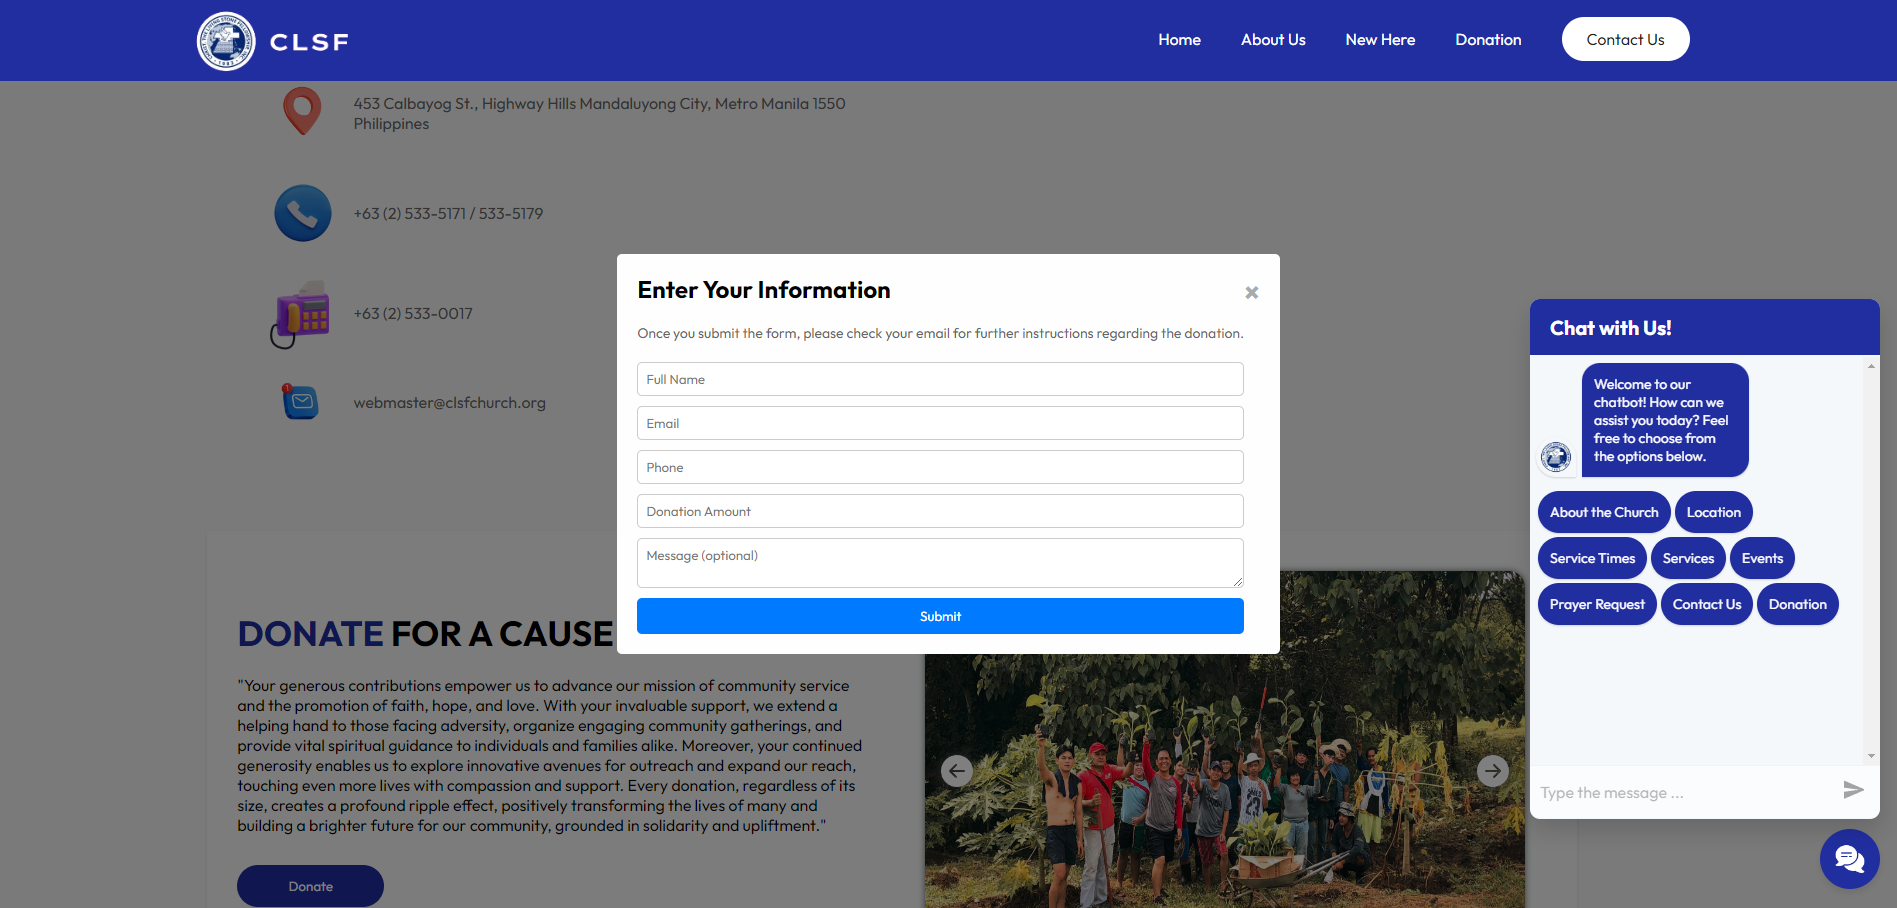 CLSF
Home
About Us
New Here
Donation
Contact Us
453 Calbayog St., Highway Hills Mandaluyong City, Metro Manila 1550
Philippines
+63 (2) 533-5171 / 533-5179
+63 (2) 533-0017
1
webmaster@clsfchurch.org
Enter Your Information
Once you submit the form, please check your email for further instructions regarding the donation.
Full Name
Email
Phone
Donation Amount
Message (optional)
Submit
DONATE FOR A CAUSE
"Your generous contributions empower us to advance our mission of community service
and the promotion of faith, hope, and love. With your invaluable support, we extend a
helping hand to those facing adversity, organize engaging community gatherings, and
provide vital spiritual guidance to individuals and families alike. Moreover, your continued
generosity enables us to explore innovative avenues for outreach and expand our reach,
touching even more lives with compassion and support. Every donation, regardless of its
size, creates a profound ripple effect, positively transforming the lives of many and
building a brighter future for our community, grounded in solidarity and upliftment."
Donate
Chat with Us!
Welcome to our
chatbot! How can we
assist you today? Feel
free to choose from
the options below.
About the Church
Location
Service Times
Services
Events
Prayer Request
Contact Us
Donation
Type the message ...